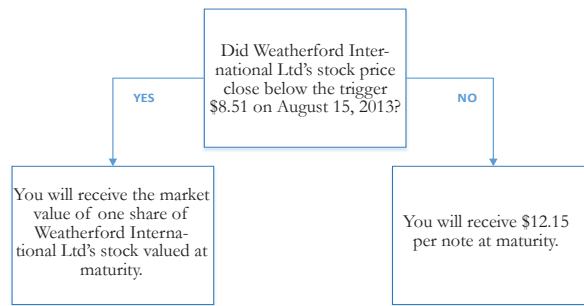 Did Weatherford Inter-
national Ltd's stock price
close below the trigger
$8.51 on August 15, 2013?
YES
NO
You will receive the market
value of one share of
Weatherford Interna-
tional Ltd's stock valued at
maturity.
You will receive $12.15
per note at maturity.